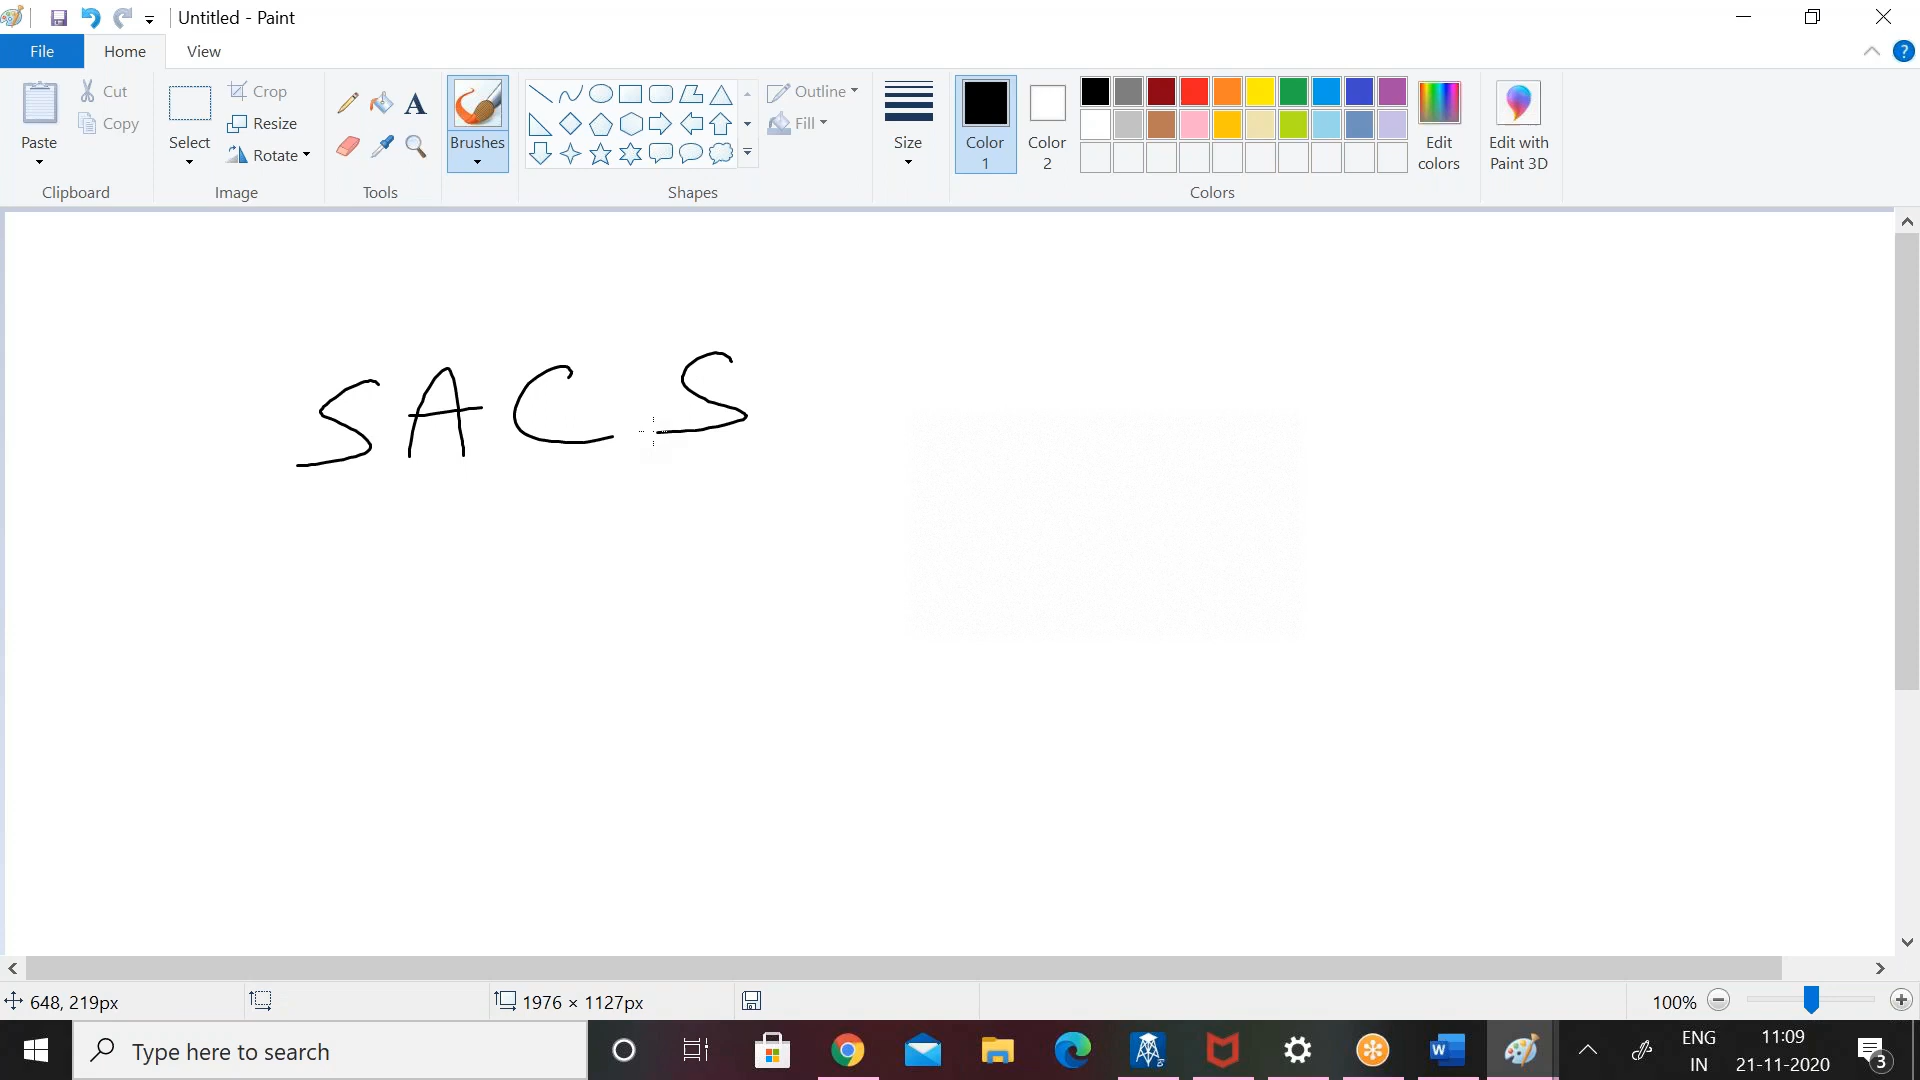 Untitled - Paint
File Home View
Paste
Cut
Copy
Clipboard
Select
Crop
Resize
Rotate
Image
A
Tools
Brushes
Shapes
Outline
Fill
Size
Color 1
Color 2
Colors
Edit colors
Edit with Paint 3D
?
SACS
648, 219px
1976 × 1127px
100%
Type here to search
W
ENG
IN
11:09
21-11-2020
3